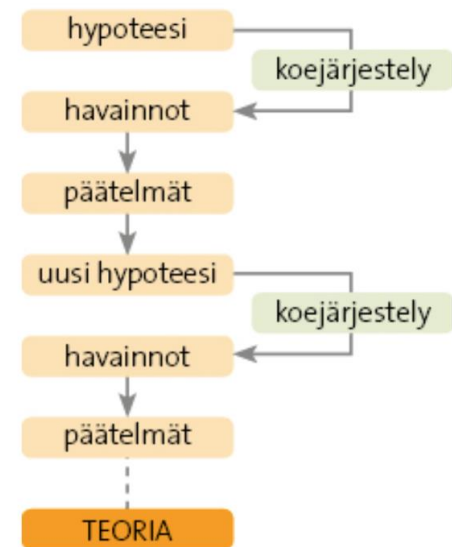 hypoteesi
koejärjestely
havainnot
päätelmät
uusi hypoteesi
koejärjestely
havainnot
päätelmät
TEORIA